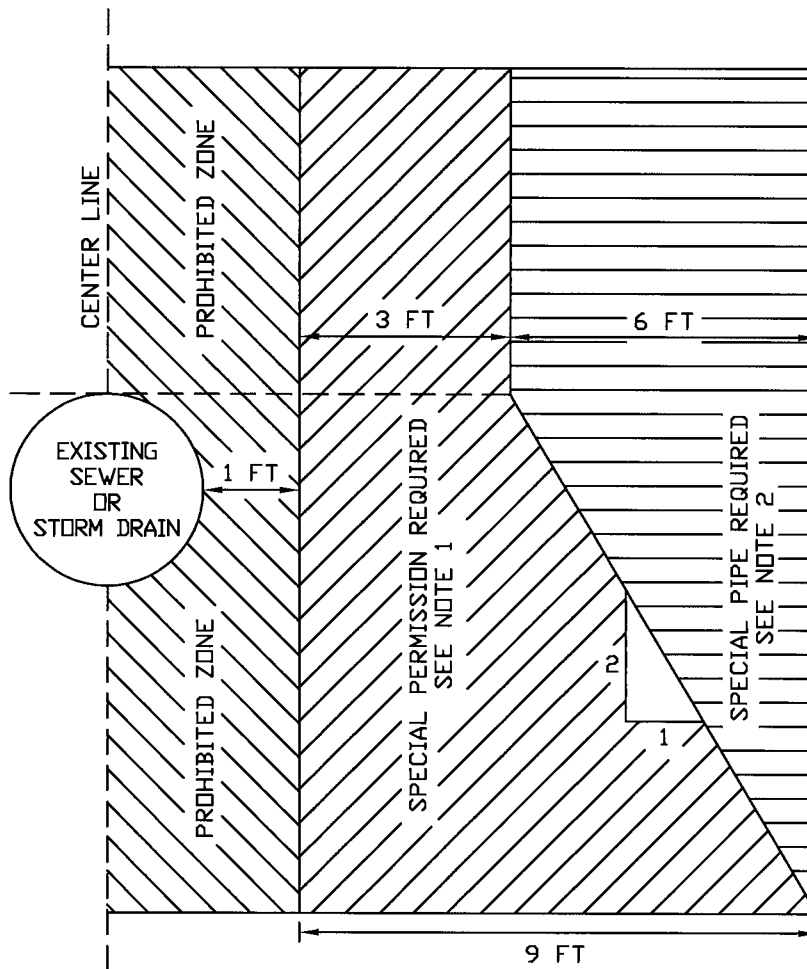 CENTER LINE
PROHIBITED ZONE
3 FT
6 FT
EXISTING
SEWER
OR
STORM DRAIN
1 FT
SPECIAL PERMISSION REQUIRED
SEE NOTE 1
SPECIAL PIPE REQUIRED
SEE NOTE 2
PROHIBITED ZONE
2
1
9 FT